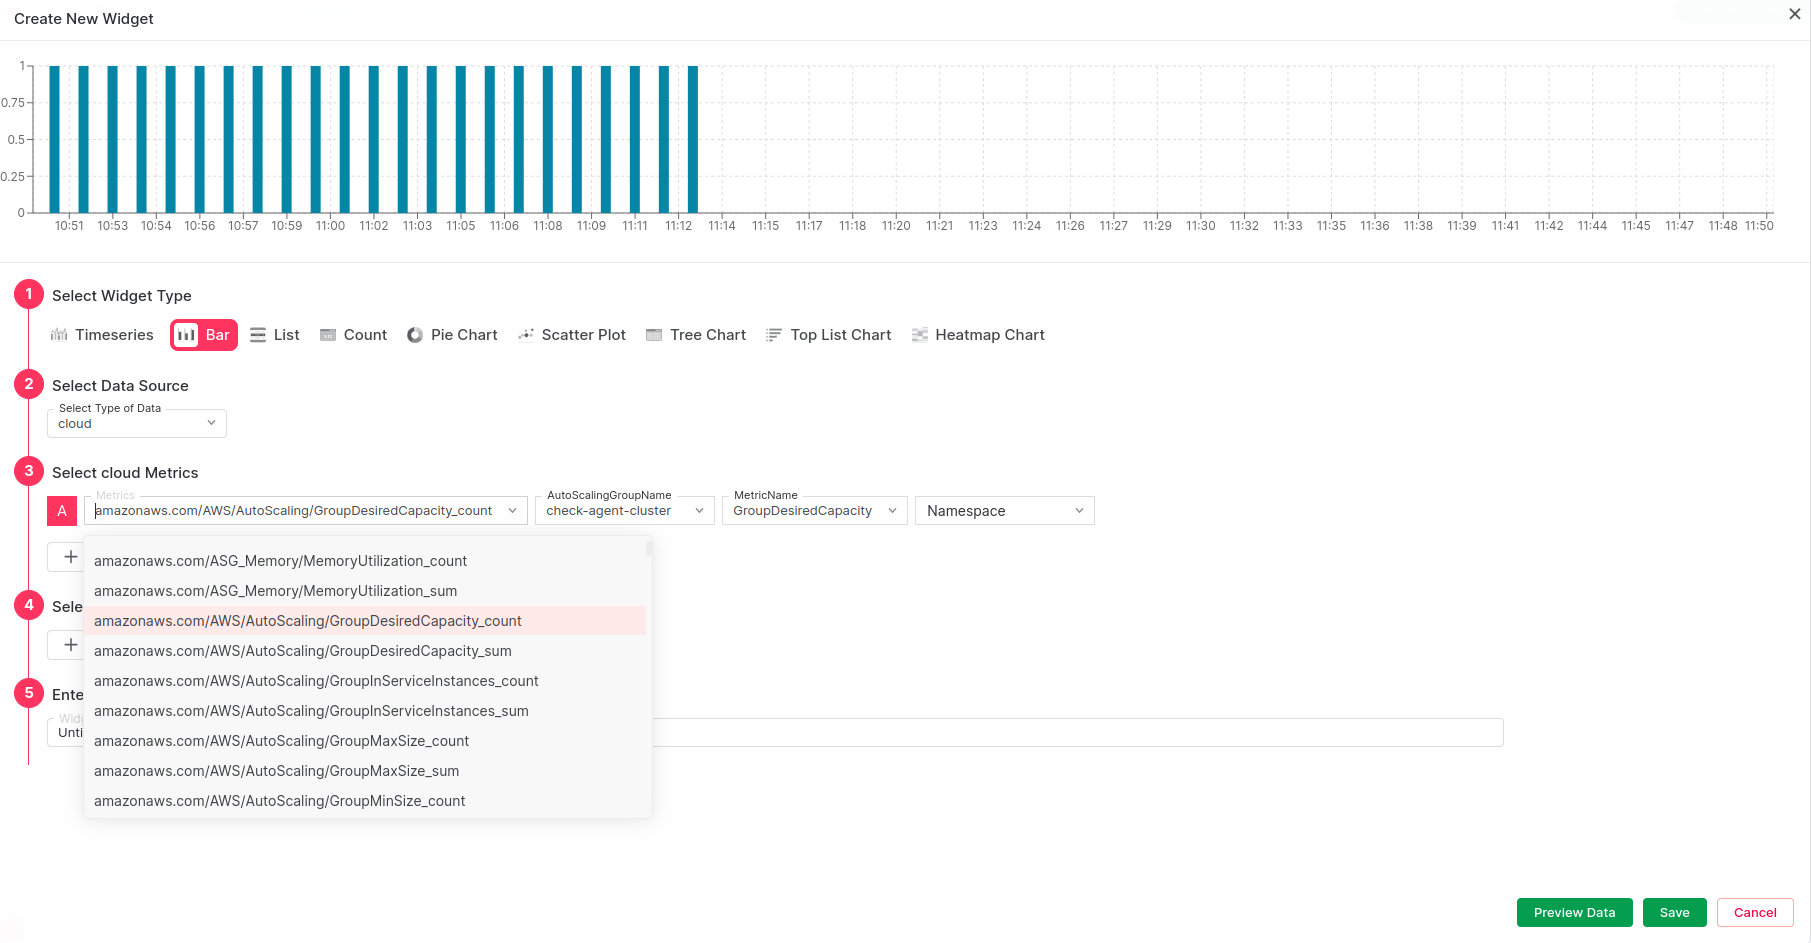 Create New Widget
1
0.75
0.5
0.25
0
10:51 10:53 10:54 10:56 10:57 10:59 11:00 11:02 11:03 11:05 11:06 11:08 11:09 11:11 11:12 11:14 11:15 11:17 11:18 11:20 11:21 11:23 11:24 11:26 11:27 11:29 11:30 11:32 11:33 11:35 11:36 11:38 11:39 11:41 11:42 11:44 11:45 11:47 11:48 11:50
1 Select Widget Type
Timeseries Bar List Count Pie Chart Scatter Plot Tree Chart Top List Chart Heatmap Chart
2 Select Data Source
Select Type of Data
cloud
3 Select cloud Metrics
Metrics AutoScalingGroupName MetricName
A amazonaws.com/AWS/AutoScaling/GroupDesiredCapacity_count check-agent-cluster GroupDesiredCapacity Namespace
+
amazonaws.com/ASG_Memory/MemoryUtilization_count
amazonaws.com/ASG_Memory/MemoryUtilization_sum
4 Sele
amazonaws.com/AWS/AutoScaling/GroupDesiredCapacity_count
+
amazonaws.com/AWS/AutoScaling/GroupDesiredCapacity_sum
amazonaws.com/AWS/AutoScaling/GroupInServiceInstances_count
5 Ente
amazonaws.com/AWS/AutoScaling/GroupInServiceInstances_sum
Wid
Unti
amazonaws.com/AWS/AutoScaling/GroupMaxSize_count
amazonaws.com/AWS/AutoScaling/GroupMaxSize_sum
amazonaws.com/AWS/AutoScaling/GroupMinSize_count
Preview Data Save Cancel